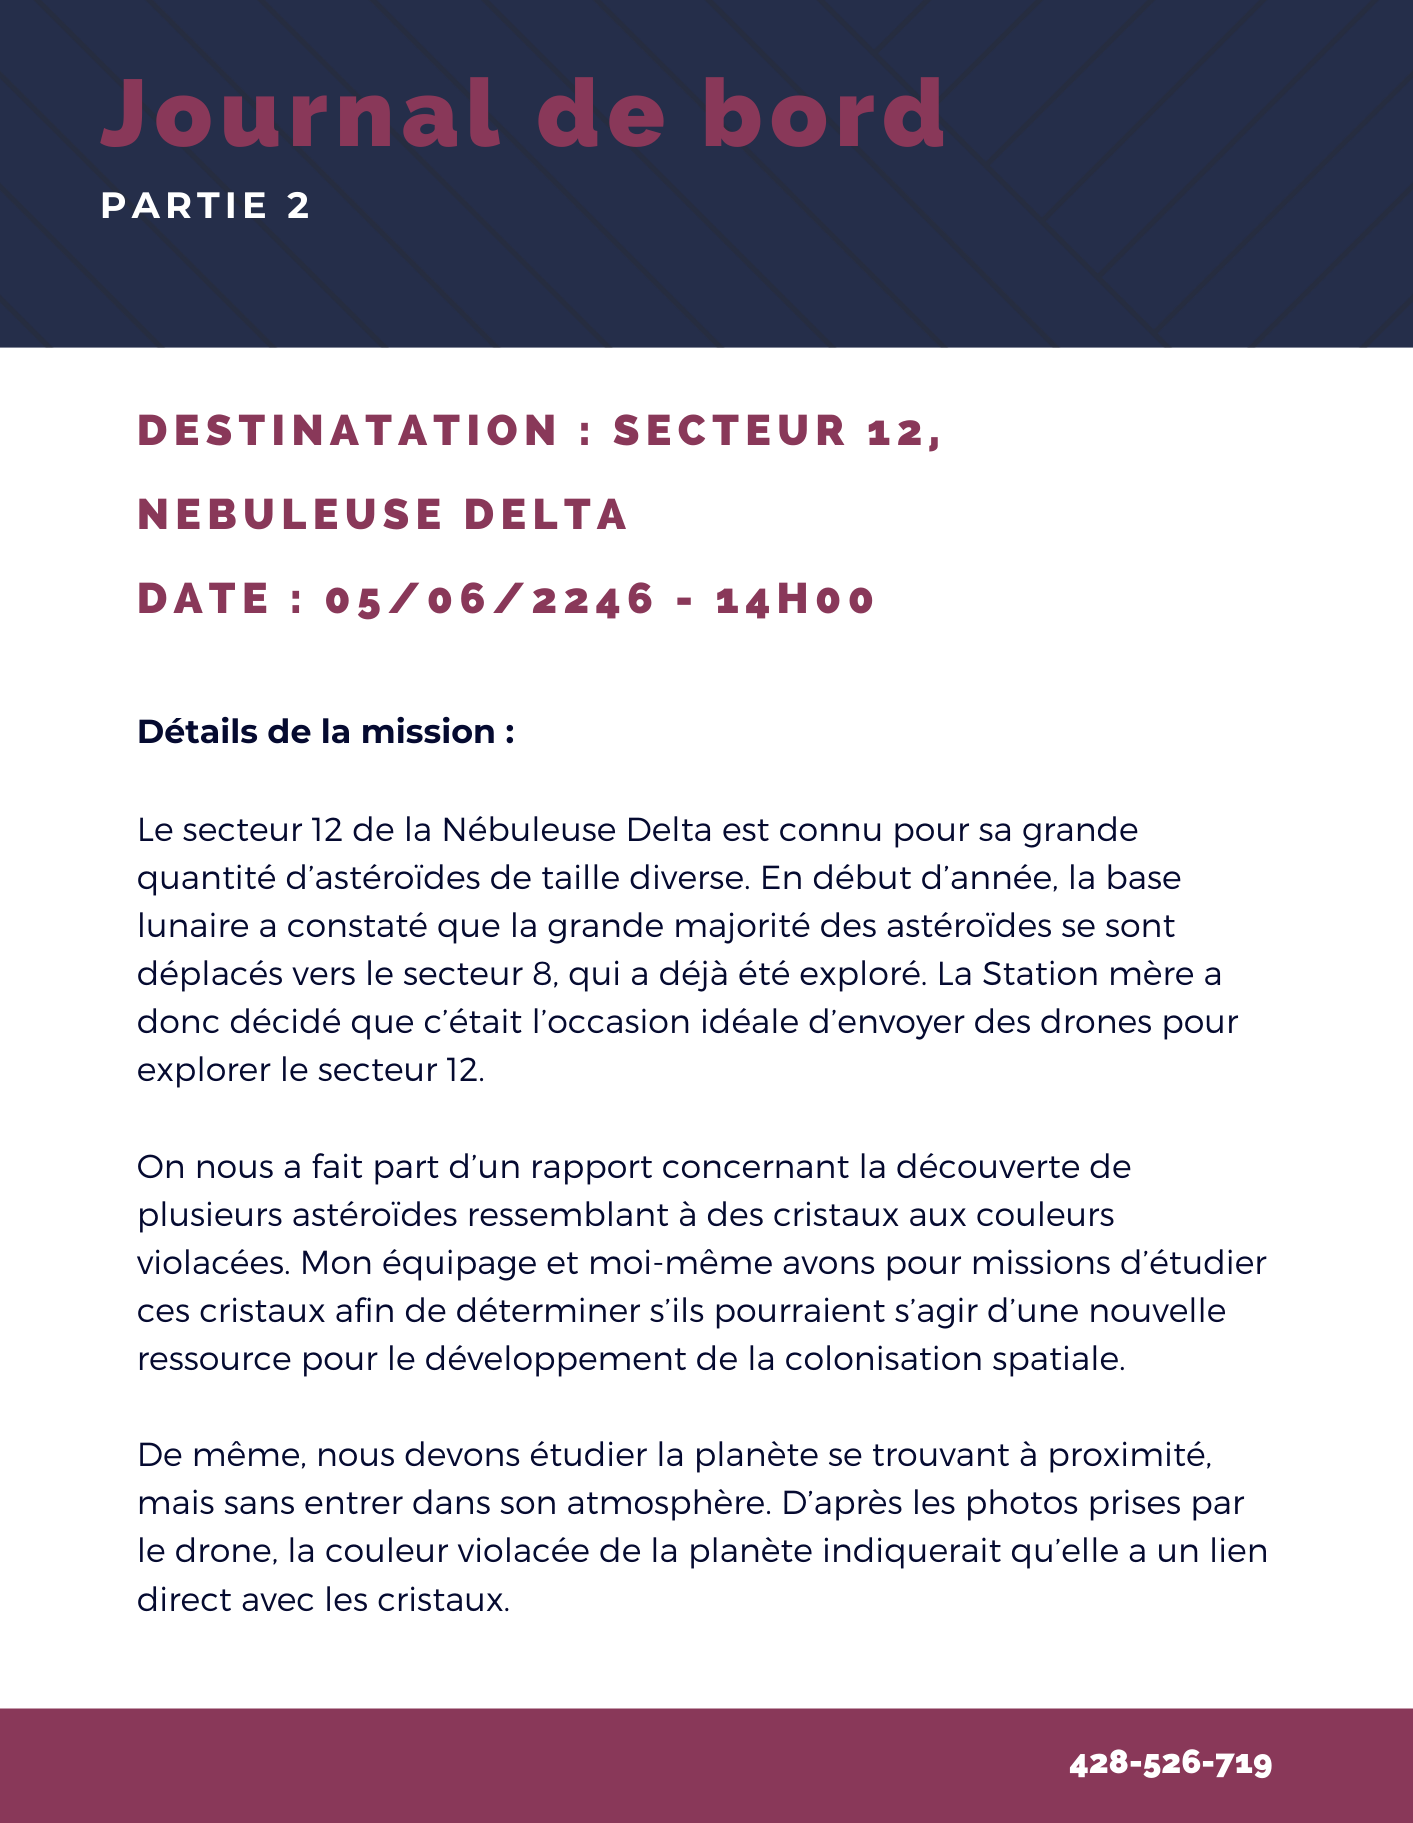 Journal de bord
PARTIE 2
DESTINATATION : SECTEUR 12,
NEBULEUSE DELTA
DATE : 05/06/2246 - 14H00
Détails de la mission :
Le secteur 12 de la Nébuleuse Delta est connu pour sa grande
quantité d’astéroïdes de taille diverse. En début d’année, la base
lunaire a constaté que la grande majorité des astéroïdes se sont
déplacés vers le secteur 8, qui a déjà été exploré. La Station mère a
donc décidé que c’était l’occasion idéale d’envoyer des drones pour
explorer le secteur 12.
On nous a fait part d’un rapport concernant la découverte de
plusieurs astéroïdes ressemblant à des cristaux aux couleurs
violacées. Mon équipage et moi-même avons pour missions d’étudier
ces cristaux afin de déterminer s’ils pourraient s’agir d’une nouvelle
ressource pour le développement de la colonisation spatiale.
De même, nous devons étudier la planète se trouvant à proximité,
mais sans entrer dans son atmosphère. D’après les photos prises par
le drone, la couleur violacée de la planète indiquerait qu’elle a un lien
direct avec les cristaux.
428-526-719